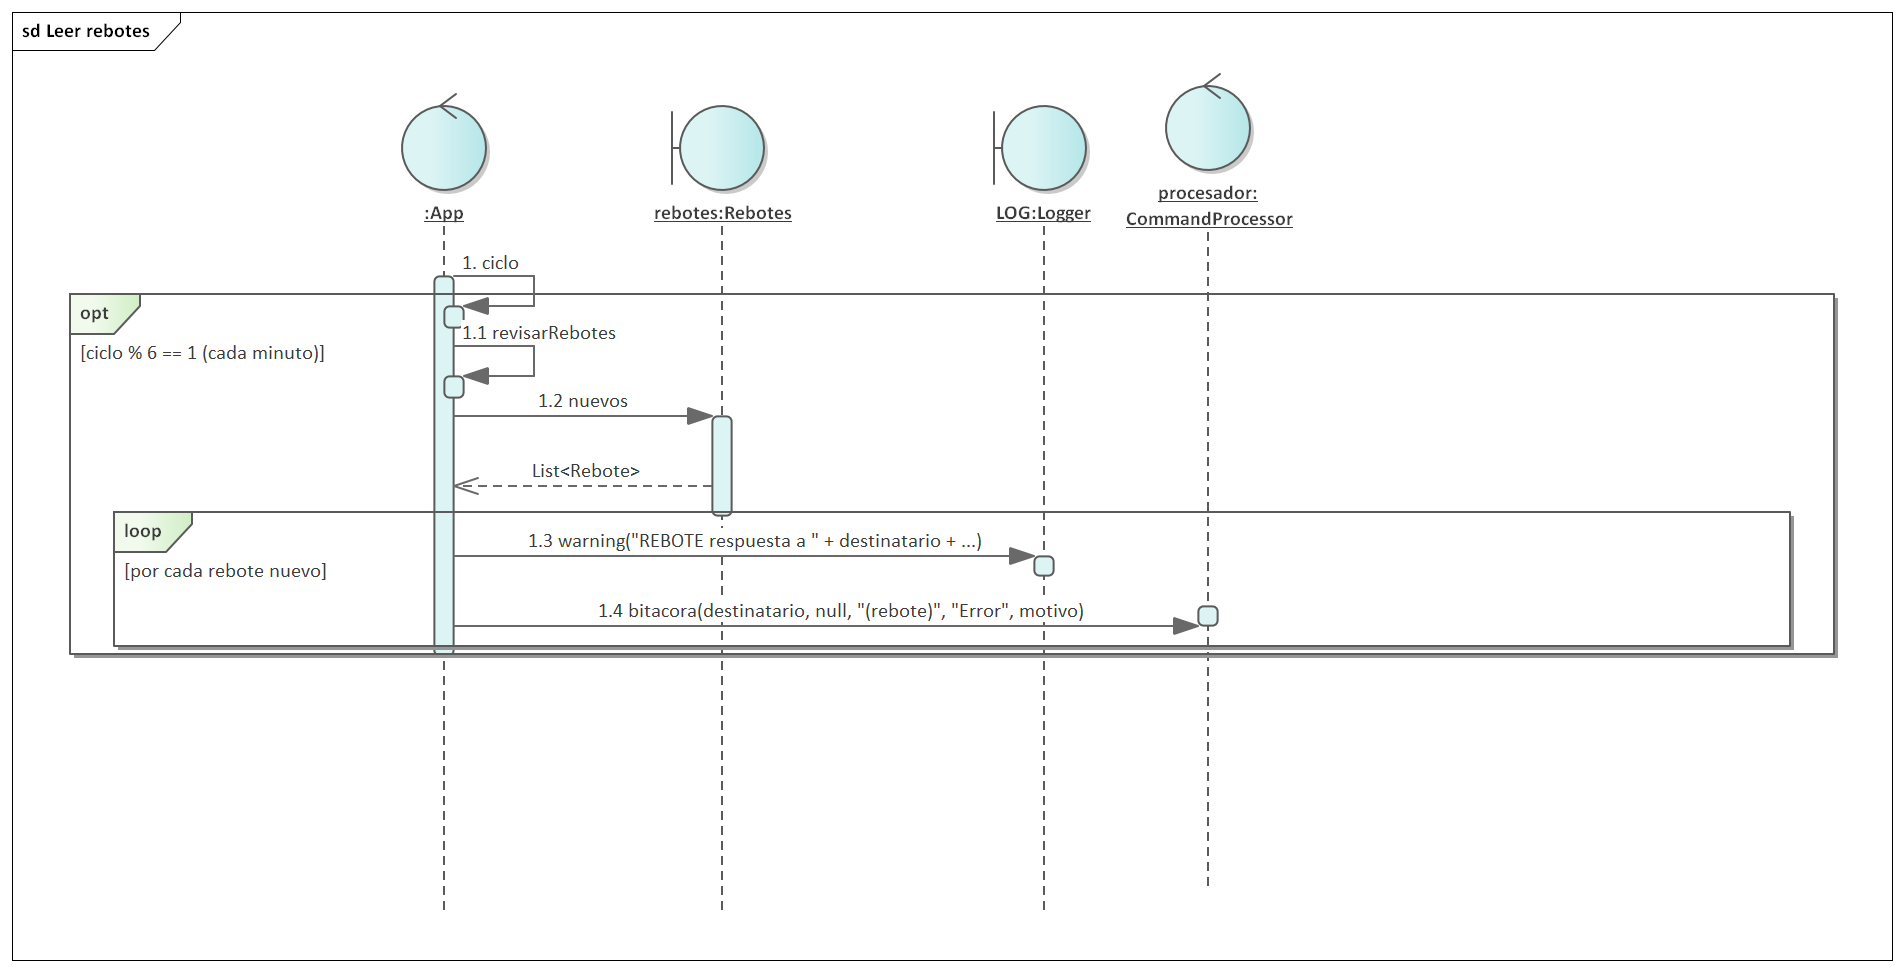 sd Leer rebotes
:App
rebotes:Rebotes
LOG:Logger
procesador:
CommandProcessor
1. ciclo
opt
[ciclo % 6 == 1 (cada minuto)]
1.1 revisarRebotes
1.2 nuevos
List<Rebote>
loop
[por cada rebote nuevo]
1.3 warning("REBOTE respuesta a " + destinatario + ...)
1.4 bitacora(destinatario, null, "(rebote)", "Error", motivo)